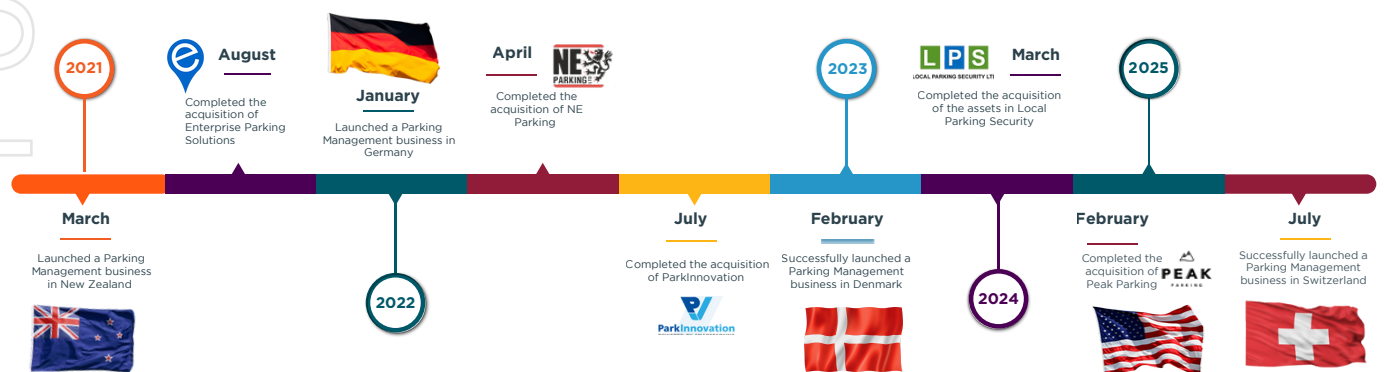 2021
March
Launched a Parking
Management business
in New Zealand
e
August
Completed the
acquisition of
Enterprise Parking
Solutions
January
Launched a Parking
Management business in
Germany
2022
April
NE
PARKING LTD
Completed the
acquisition of NE
Parking
July
Completed the acquisition
of ParkInnovation
ParkInnovation
2023
February
Successfully launched a
Parking Management
business in Denmark
LPS
LOCAL PARKING SECURITY LT
March
Completed the acquisition
of the assets in Local
Parking Security
2024
2025
February
Completed the
acquisition of
Peak Parking
PEAK
PARKING
July
Successfully launched a
Parking Management
business in Switzerland